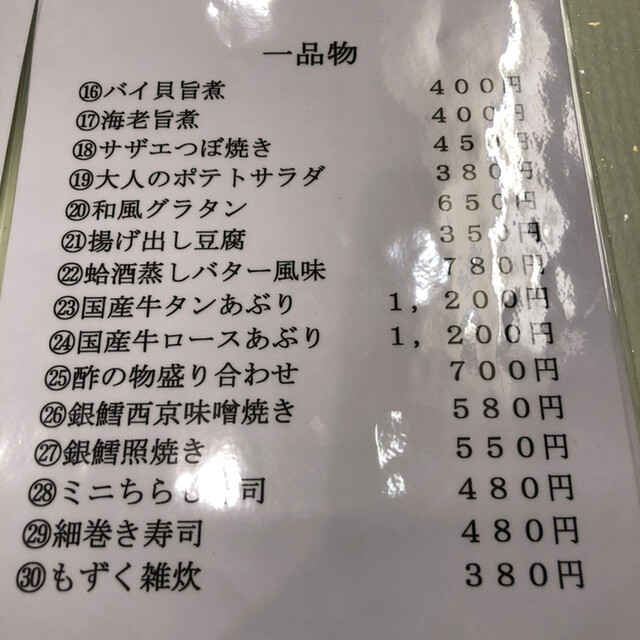 一品物
⑯バイ貝旨煮 400円
⑰海老旨煮 400円
⑱サザエつぼ焼き 450円
⑲大人のポテトサラダ 380円
⑳和風グラタン 650円
㉑揚げ出し豆腐 350円
㉒蛤酒蒸しバター風味 780円
㉓国産牛タンあぶり 1,200円
㉔国産牛ロースあぶり 1,200円
㉕酢の物盛り合わせ 700円
㉖銀鱈西京味噌焼き 580円
㉗銀鱈照焼き 550円
㉘ミニちらし寿司 480円
㉙細巻き寿司 480円
㉚もずく雑炊 380円